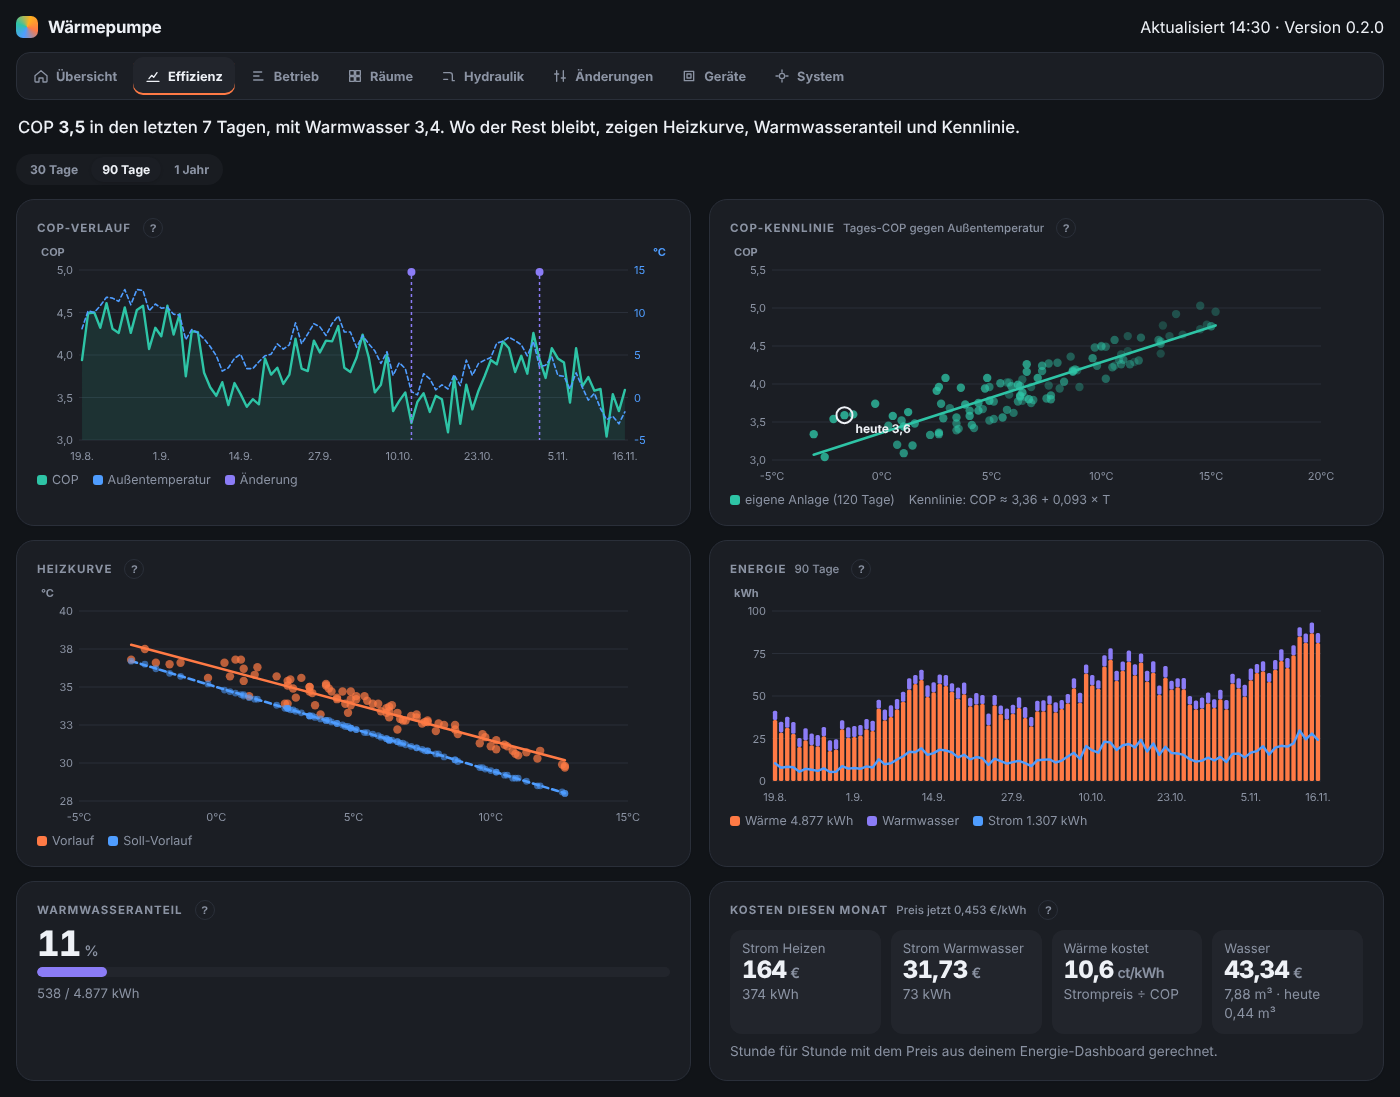 Wärmepumpe
Aktualisiert 14:30 · Version 0.2.0
Übersicht
Effizienz
Betrieb
Räume
Hydraulik
Änderungen
Geräte
System
COP 3,5 in den letzten 7 Tagen, mit Warmwasser 3,4. Wo der Rest bleibt, zeigen Heizkurve, Warmwasseranteil und Kennlinie.
30 Tage
90 Tage
1 Jahr
COP-VERLAUF ?
COP
°C
5,0
4,5
4,0
3,5
3,0
15
10
5
0
-5
19.8.
1.9.
14.9.
27.9.
10.10.
23.10.
5.11.
16.11.
COP
Außentemperatur
Änderung
COP-KENNLINIE Tages-COP gegen Außentemperatur ?
COP
5,5
5,0
4,5
4,0
3,5
3,0
heute 3,6
-5°C
0°C
5°C
10°C
15°C
20°C
eigene Anlage (120 Tage)
Kennlinie: COP ≈ 3,36 + 0,093 × T
HEIZKURVE ?
°C
40
38
35
33
30
28
-5°C
0°C
5°C
10°C
15°C
Vorlauf
Soll-Vorlauf
ENERGIE 90 Tage ?
kWh
100
75
50
25
0
19.8.
1.9.
14.9.
27.9.
10.10.
23.10.
5.11.
16.11.
Wärme 4.877 kWh
Warmwasser
Strom 1.307 kWh
WARMWASSERANTEIL ?
11 %
538 / 4.877 kWh
KOSTEN DIESEN MONAT Preis jetzt 0,453 €/kWh ?
Strom Heizen
164 €
374 kWh
Strom Warmwasser
31,73 €
73 kWh
Wärme kostet
10,6 ct/kWh
Strompreis ÷ COP
Wasser
43,34 €
7,88 m³ · heute
0,44 m³
Stunde für Stunde mit dem Preis aus deinem Energie-Dashboard gerechnet.